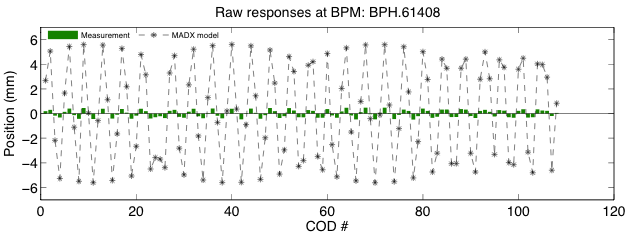 Raw responses at BPM: BPH.61408
Measurement
MADX model
Position (mm)
6
4
2
0
−2
−4
−6
0 20 40 60 80 100 120
COD #